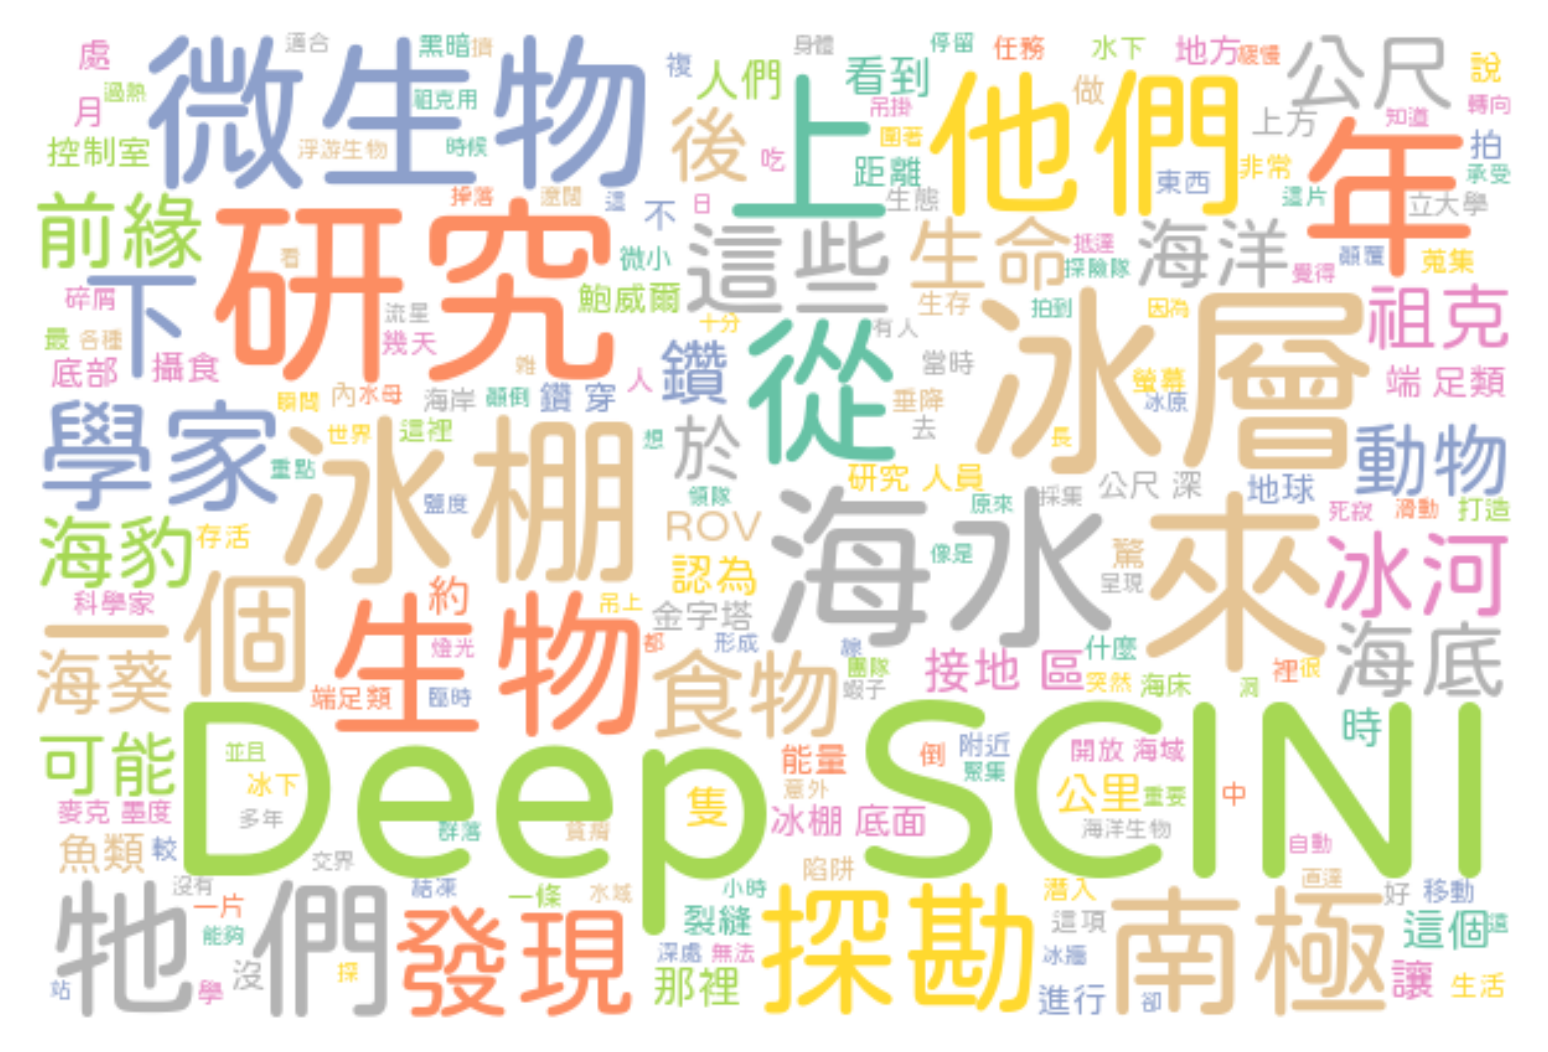 處 適合 黑暗 擠 複 身體 停留 任務 水下 地方 緩慢 公尺 說
微生物 人們 看到 他們 做
月 過熱 祖克用 後 上 吊掛 上方 知道 轉向
控制室 浮游生物 時候 吃 距離 圍著 非常 年 拍
東西 承受
前緣 研究 掉落 遼闊 這 不 日 生態 這片 立大學
看 微小 這些 生命 抵達 海洋 顛覆 蒐集
探險隊 覺得
下 碎屑 流星 鮑威爾 生存 拍到 因為 祖克
最 各種 幾天 十分 有人 冰層
底部 攝食 雜 鑽 從 當時 螢幕 端 足類
瞬間 內 水母 海岸 顛倒 鑽 穿 人 垂降 冰原
學家 冰棚 世界 這裡 想 於 去 長 動物
重點 研究 人員 公尺 深 地球
鹽度 領隊 海水 原來 採集 來 死寂 滑動 打造
海豹 存活 ROV 像是 驚 冰河
認為 呈現
科學家 個 約 吊上 金字塔
一 生物 燈光 都 形成 線 什麼 海底
海葵 食物 團隊 接地 區 裡 很
端足類 臨時 蝦子 突然 海床 洞
Deep SCINI
可能 並且 能量 倒 附近 開放 海域 時
冰下 意外 聚集 公里 重要 中
麥克 墨度 多年 隻 冰棚 底面
群落 貧瘠 海洋生物
魚類 較 交界 陷阱 自動
沒有 結凍 一條 水域 小時 潛入 直達 好 移動
牠們 一片 發現 裂縫 探勘 這項 南極 這個 遠
能夠 深處 無法 冰牆
沒 探 那裡 讓
站 學 進行 卻 生活